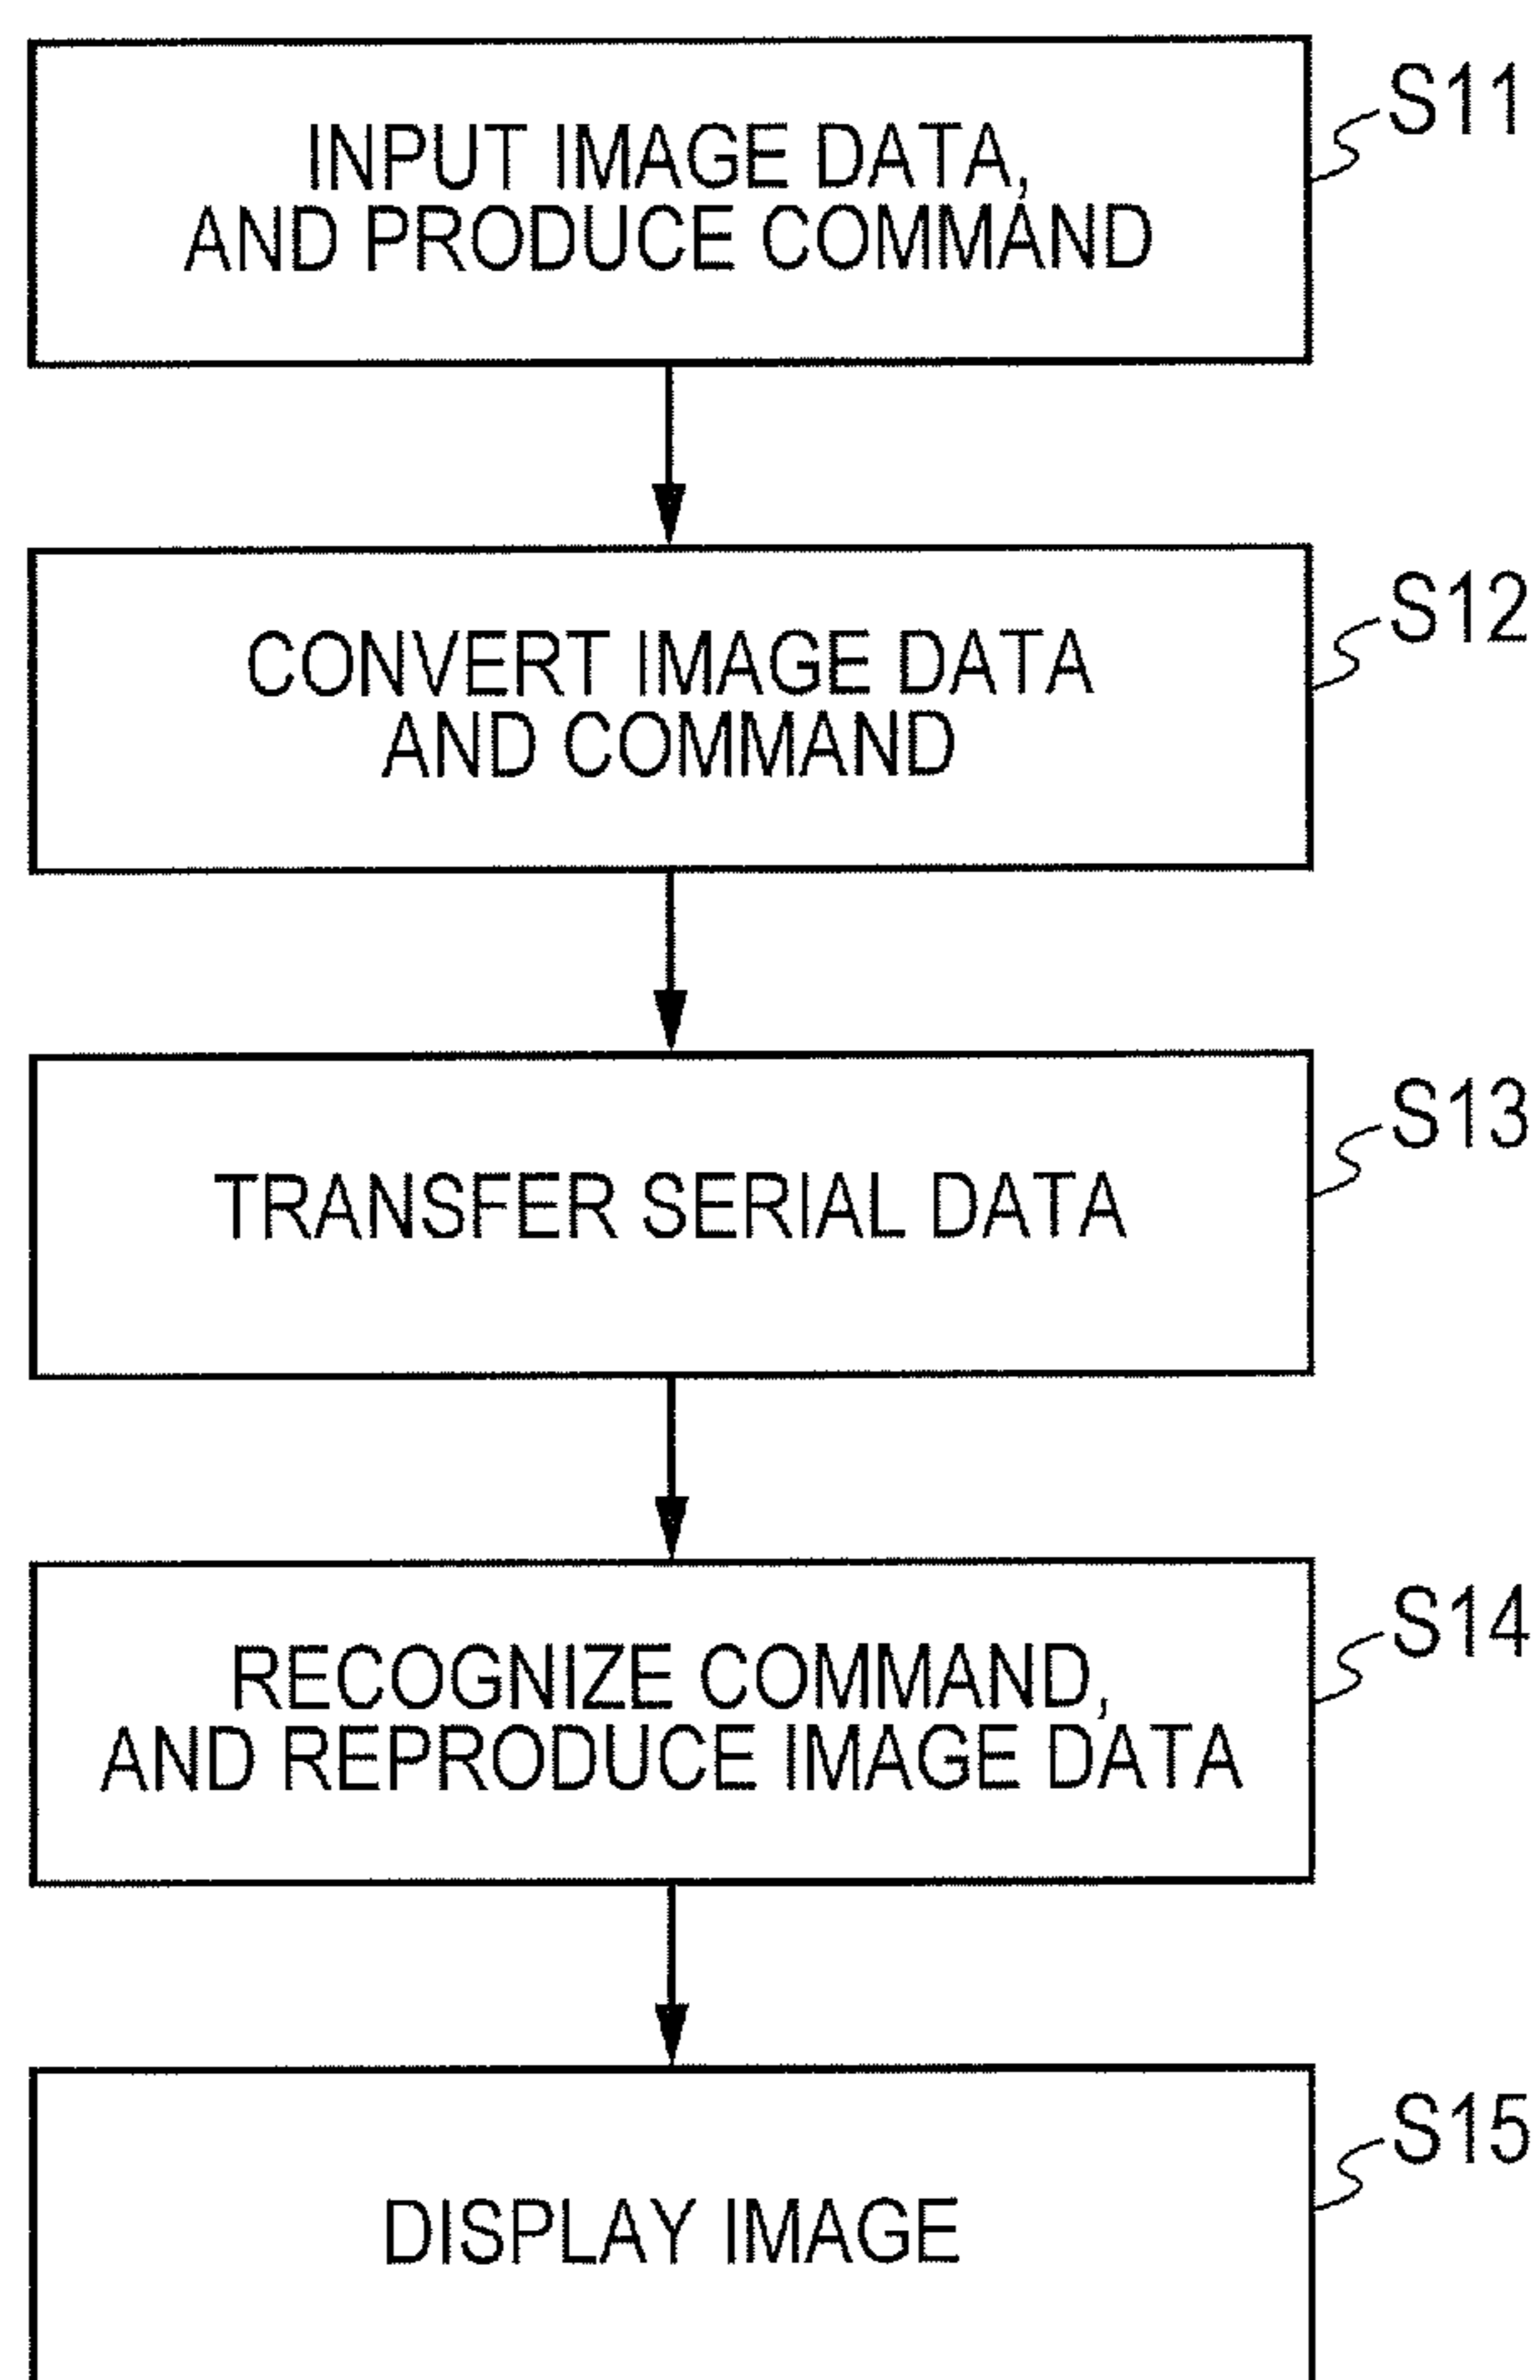 S11
INPUT IMAGE DATA,
AND PRODUCE COMMAND
S12
CONVERT IMAGE DATA
AND COMMAND
S13
TRANSFER SERIAL DATA
S14
RECOGNIZE COMMAND,
AND REPRODUCE IMAGE DATA
S15
DISPLAY IMAGE